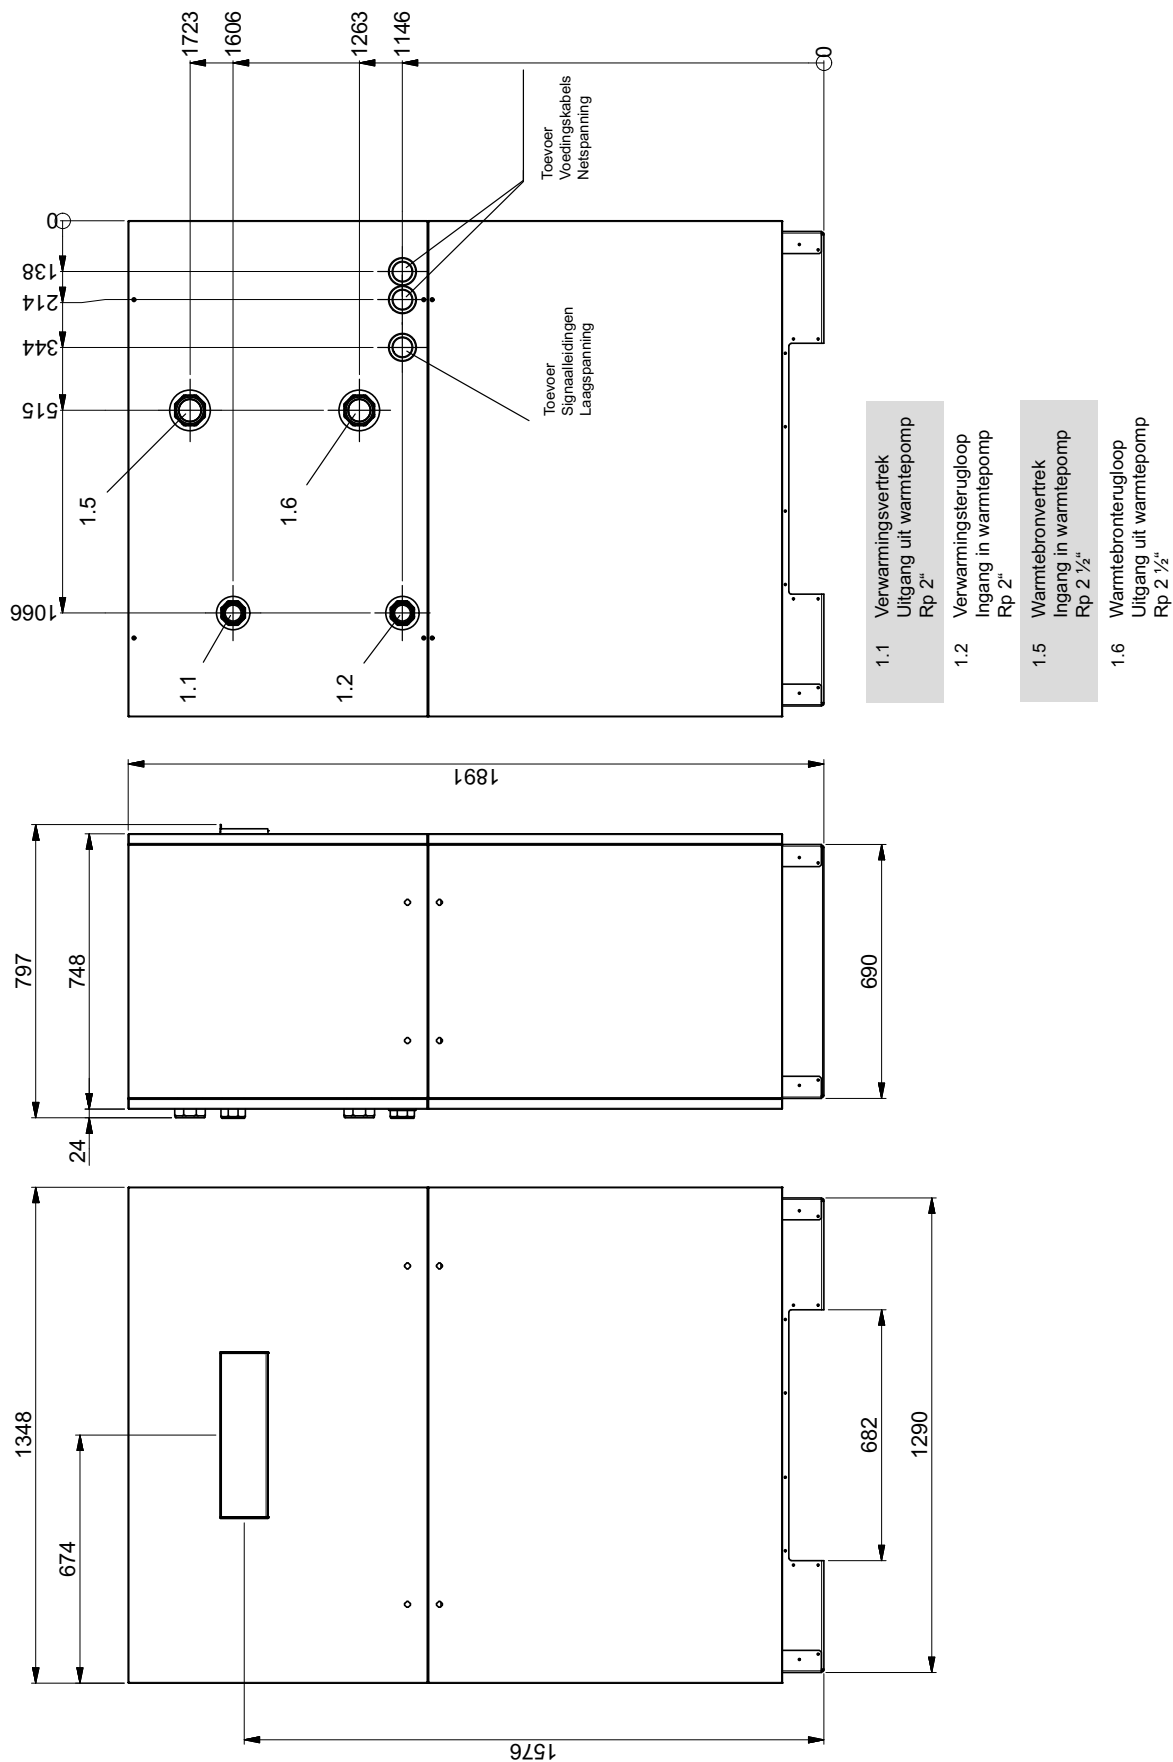 1348
674
1576
682
1290
797
748
24
690
1891
1066
515
344
214
138
0
1723
1606
1263
1146
0
1.1
1.2
1.5
1.6
Toevoer
Signaalleidingen
Laagspanning
Toevoer
Voedingskabels
Netspanning
1.1 Verwarmingsvertrek
Uitgang uit warmtepomp
Rp 2“
1.2 Verwarmingsterugloop
Ingang in warmtepomp
Rp 2“
1.5 Warmtebronvertrek
Ingang in warmtepomp
Rp 2 ½“
1.6 Warmtebronterugloop
Uitgang uit warmtepomp
Rp 2 ½“